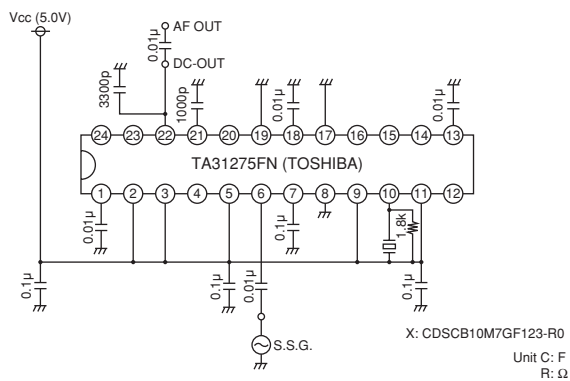 Vcc (5.0V)
AF OUT
0.01μ
DC-OUT
3300p
1000p
0.01μ
0.01μ
24 23 22 21 20 19 18 17 16 15 14 13
TA31275FN (TOSHIBA)
1 2 3 4 5 6 7 8 9 10 11 12
0.01μ
0.1μ
1.8k
0.1μ
0.1μ
0.01μ
0.1μ
S.S.G.
X: CDSCB10M7GF123-R0
Unit C: F
R: Ω